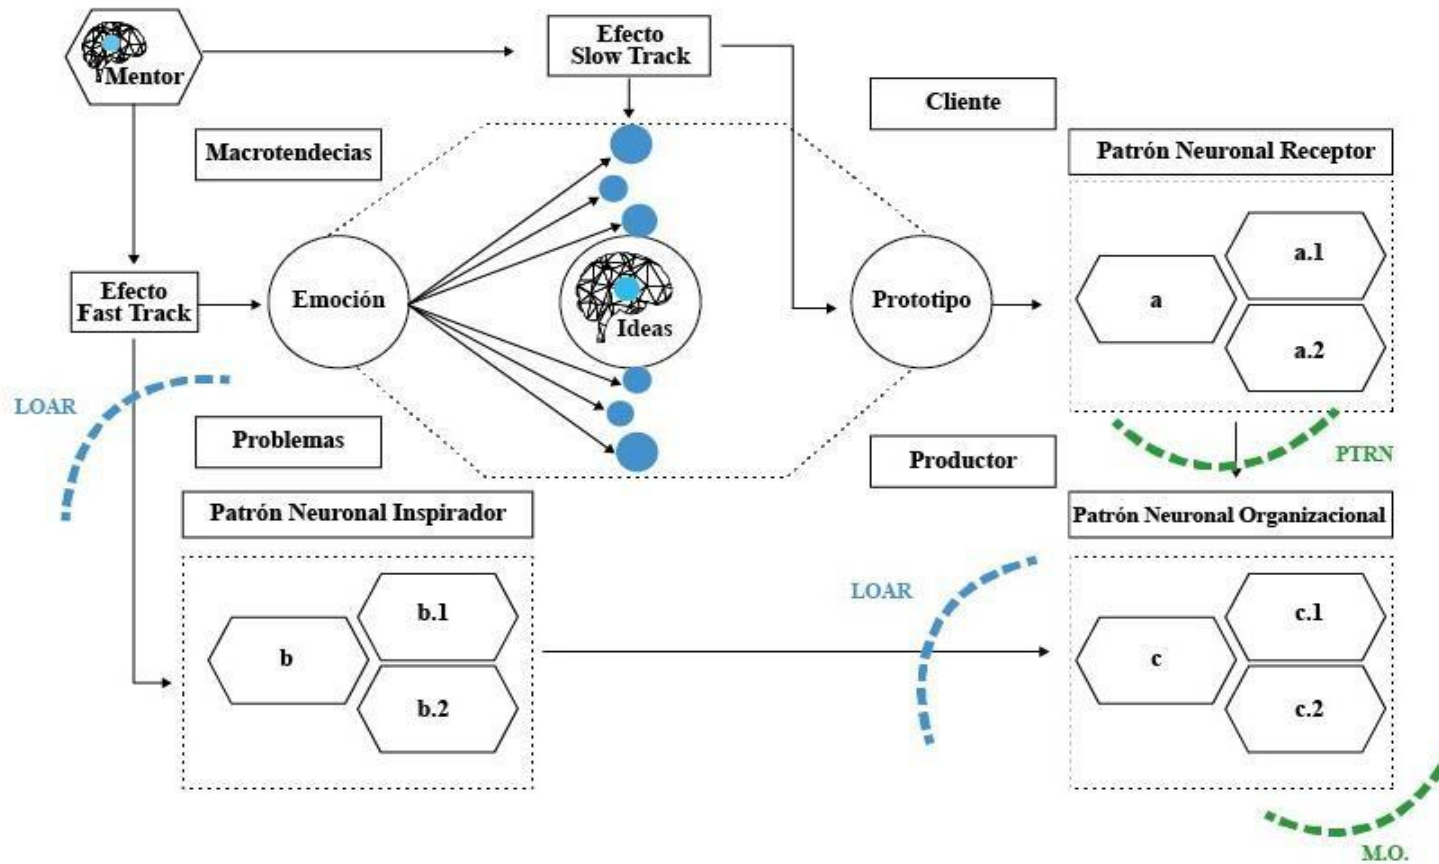 Mentor
Efecto
Slow Track
Cliente
Macrotendecias
Patrón Neuronal Receptor
a.1
Efecto
Fast Track
Emoción
Ideas
Prototipo
a
a.2
LOAR
Problemas
Productor
PTRN
Patrón Neuronal Inspirador
Patrón Neuronal Organizacional
LOAR
b.1
b
b.2
c.1
c
c.2
M.O.